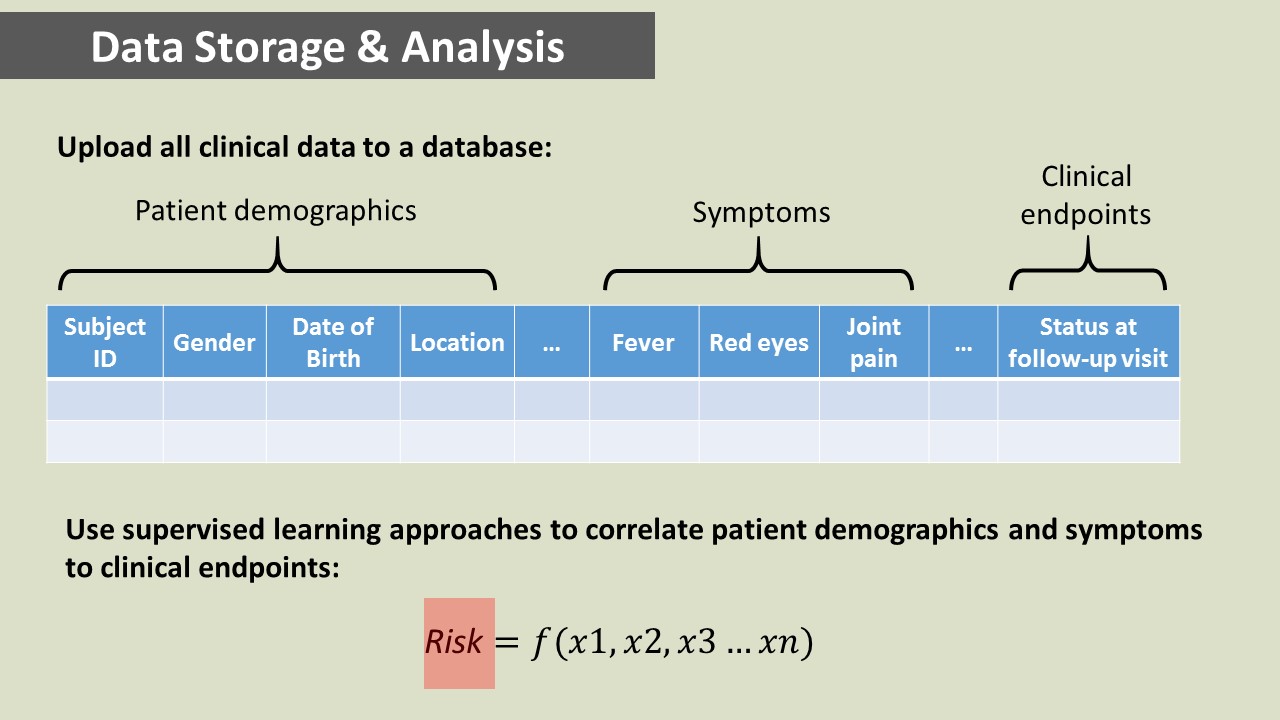 Data Storage & Analysis
Upload all clinical data to a database:
Patient demographics
Symptoms
Clinical
endpoints
Subject
ID
Gender
Date of
Birth
Location
...
Fever
Red eyes
Joint
pain
...
Status at
follow-up visit
Use supervised learning approaches to correlate patient demographics and symptoms
to clinical endpoints:
Risk = f(x1, x2, x3 ... xn)